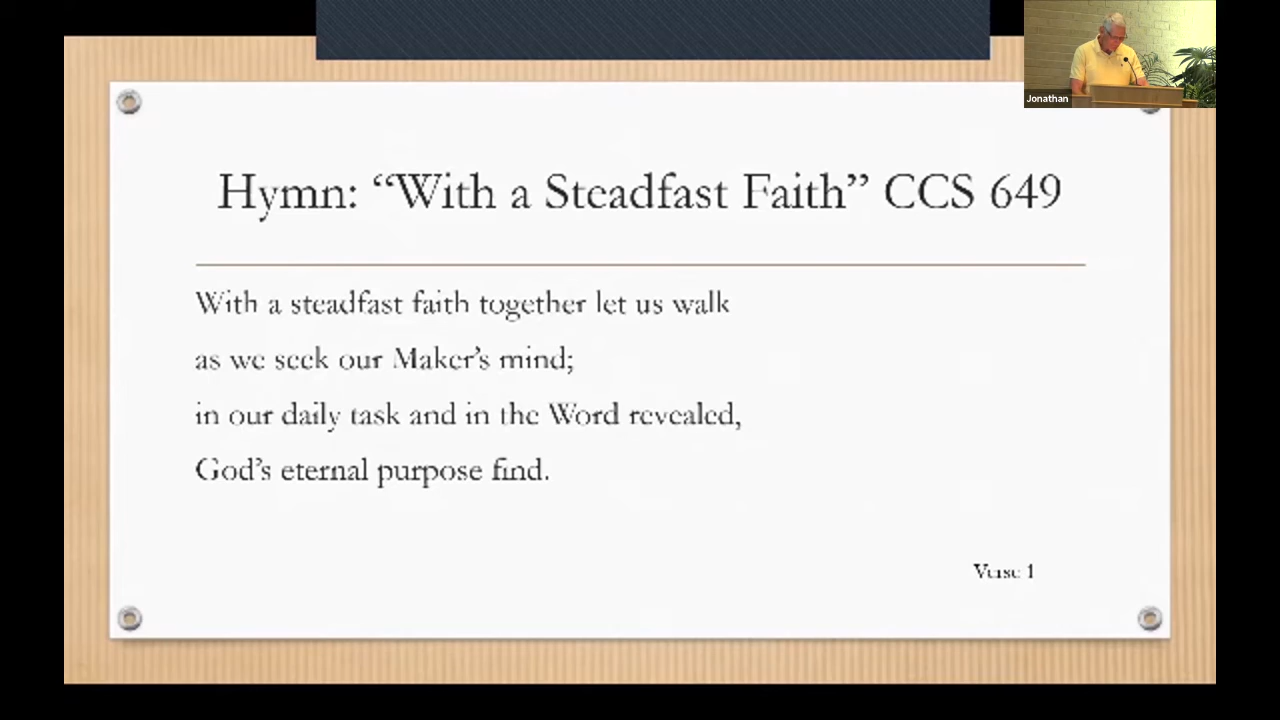 Jonathan
Hymn: “With a Steadfast Faith” CCS 649
With a steadfast faith together let us walk
as we seek our Maker’s mind;
in our daily task and in the Word revealed,
God’s eternal purpose find.
Verse 1